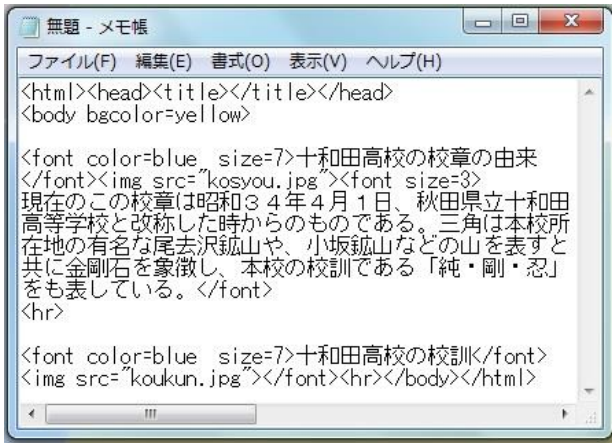 無題 - メモ帳
ファイル(F) 編集(E) 書式(O) 表示(V) ヘルプ(H)
<html><head><title></title></head>
<body bgcolor=yellow>
<font color=blue  size=7>十和田高校の校章の由来
</font><img src="kosyou.jpg"><font size=3>
現在のこの校章は昭和３４年４月１日、秋田県立十和田
高等学校と改称した時からのものである。三角は本校所
在地の有名な尾去沢鉱山や、小坂鉱山などの山を表すと
共に金剛石を象徴し、本校の校訓である「純・剛・忍」
をも表している。</font>
<hr>
<font color=blue  size=7>十和田高校の校訓</font>
<img src="koukun.jpg"></font><hr></body></html>